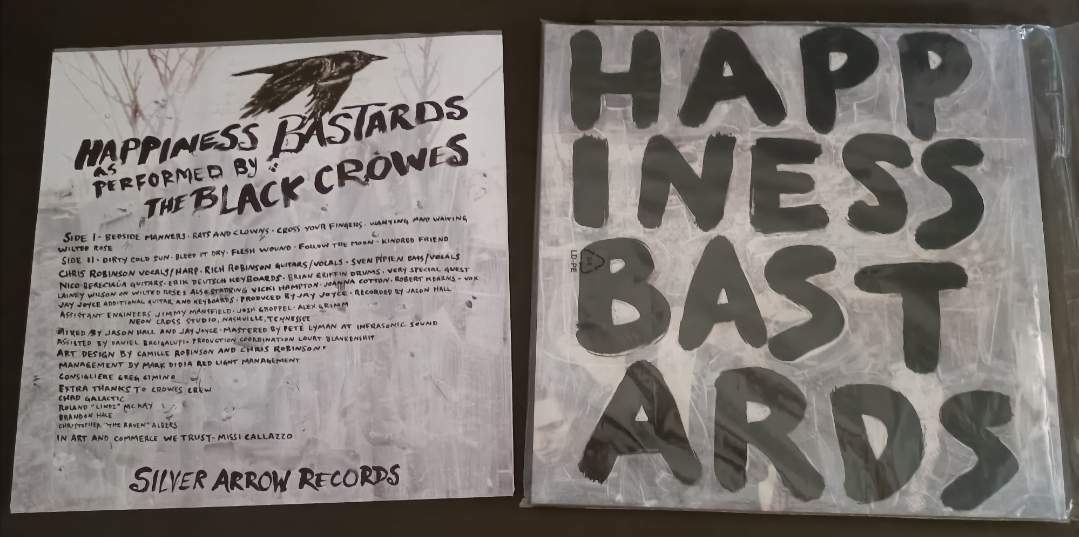 HAPPINESS BASTARDS
AS
PERFORMED BY
THE BLACK CROWES
SIDE I - BEDSIDE MANNERS · RATS AND CLOWNS · CROSS YOUR FINGERS · WANTING AND WAITING
WILTED ROSE
SIDE II · DIRTY COLD SUN · BLEED IT DRY · FLESH WOUND · FOLLOW THE MOON · KINDRED FRIEND
CHRIS ROBINSON VOCALS/HARP · RICH ROBINSON GUITARS/VOCALS · SVEN PIPIEN BASS/VOCALS
NICO BERECIALIA GUITARS · ERIK DEUTSCH KEYBOARDS · BRIAN GRIFFIN DRUMS · VERY SPECIAL GUEST
LAINEY WILSON ON WILTED ROSE & ALSO STARRING VICKI HAMPTON · JOANNA COTTON · ROBERT KEARNS - VOX
JAY JOYCE ADDITIONAL GUITAR AND KEYBOARDS · PRODUCED BY JAY JOYCE · RECORDED BY JASON HALL
ASSISTANT ENGINEERS JIMMY MANSFIELD · JOSH GROPPEL · ALEX GRIMM
NEON CROSS STUDIO, NASHVILLE, TENNESSEE
MIXED BY JASON HALL AND JAY JOYCE · MASTERED BY PETE LYMAN AT INFRASONIC SOUND
ASSISTED BY DANIEL BACIGALUPI · PRODUCTION COORDINATION COURT BLANKENSHIP
ART DESIGN BY CAMILLE ROBINSON AND CHRIS ROBINSON
MANAGEMENT BY MARK DIDIA RED LIGHT MANAGEMENT
CONSIGLIERE GREG CIMINO
EXTRA THANKS TO CROWES CREW
CHAD GALACTIC
ROLAND "LINDZ" MCKAY
BRANDON HALE
CHRISTOPHER "THE RAVEN" ALBERS
IN ART AND COMMERCE WE TRUST - MISSI CALLAZZO
SILVER ARROW RECORDS
HAPP
INESS
BAST
ARDS
LD-PE